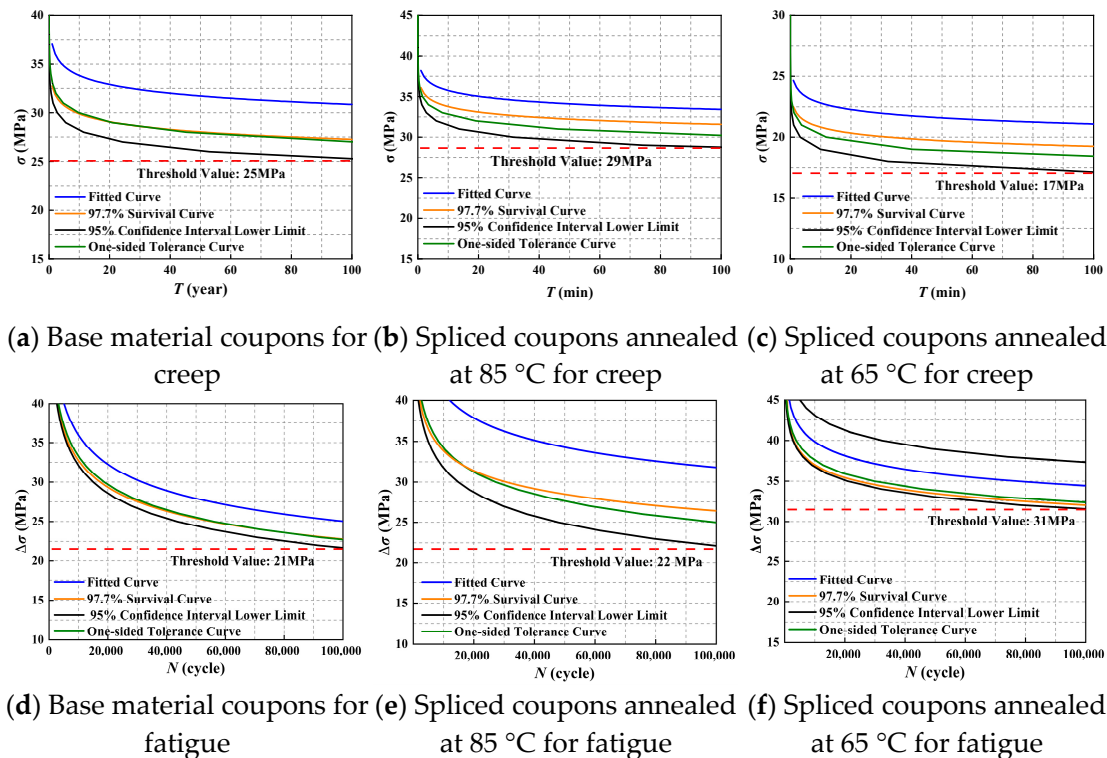 40
35
30
25
20
15
σ (MPa)
Threshold Value: 25MPa
Fitted Curve
97.7% Survival Curve
95% Confidence Interval Lower Limit
One-sided Tolerance Curve
0 20 40 60 80 100
T (year)
45
40
35
30
25
20
15
σ (MPa)
Threshold Value: 29MPa
Fitted Curve
97.7% Survival Curve
95% Confidence Interval Lower Limit
One-sided Tolerance Curve
0 20 40 60 80 100
T (min)
30
25
20
15
10
σ (MPa)
Threshold Value: 17MPa
Fitted Curve
97.7% Survival Curve
95% Confidence Interval Lower Limit
One-sided Tolerance Curve
0 20 40 60 80 100
T (min)
(a) Base material coupons for
creep
(b) Spliced coupons annealed
at 85 °C for creep
(c) Spliced coupons annealed
at 65 °C for creep
40
35
30
25
20
15
10
Δσ (MPa)
Threshold Value: 21MPa
Fitted Curve
97.7% Survival Curve
95% Confidence Interval Lower Limit
One-sided Tolerance Curve
20,000 40,000 60,000 80,000 100,000
N (cycle)
40
35
30
25
20
15
10
Δσ (MPa)
Threshold Value: 22 MPa
Fitted Curve
97.7% Survival Curve
95% Confidence Interval Lower Limit
One-sided Tolerance Curve
20,000 40,000 60,000 80,000 100,000
N (cycle)
45
40
35
30
25
20
15
Δσ (MPa)
Threshold Value: 31MPa
Fitted Curve
97.7% Survival Curve
95% Confidence Interval Lower Limit
One-sided Tolerance Curve
20,000 40,000 60,000 80,000 100,000
N (cycle)
(d) Base material coupons for
fatigue
(e) Spliced coupons annealed
at 85 °C for fatigue
(f) Spliced coupons annealed
at 65 °C for fatigue